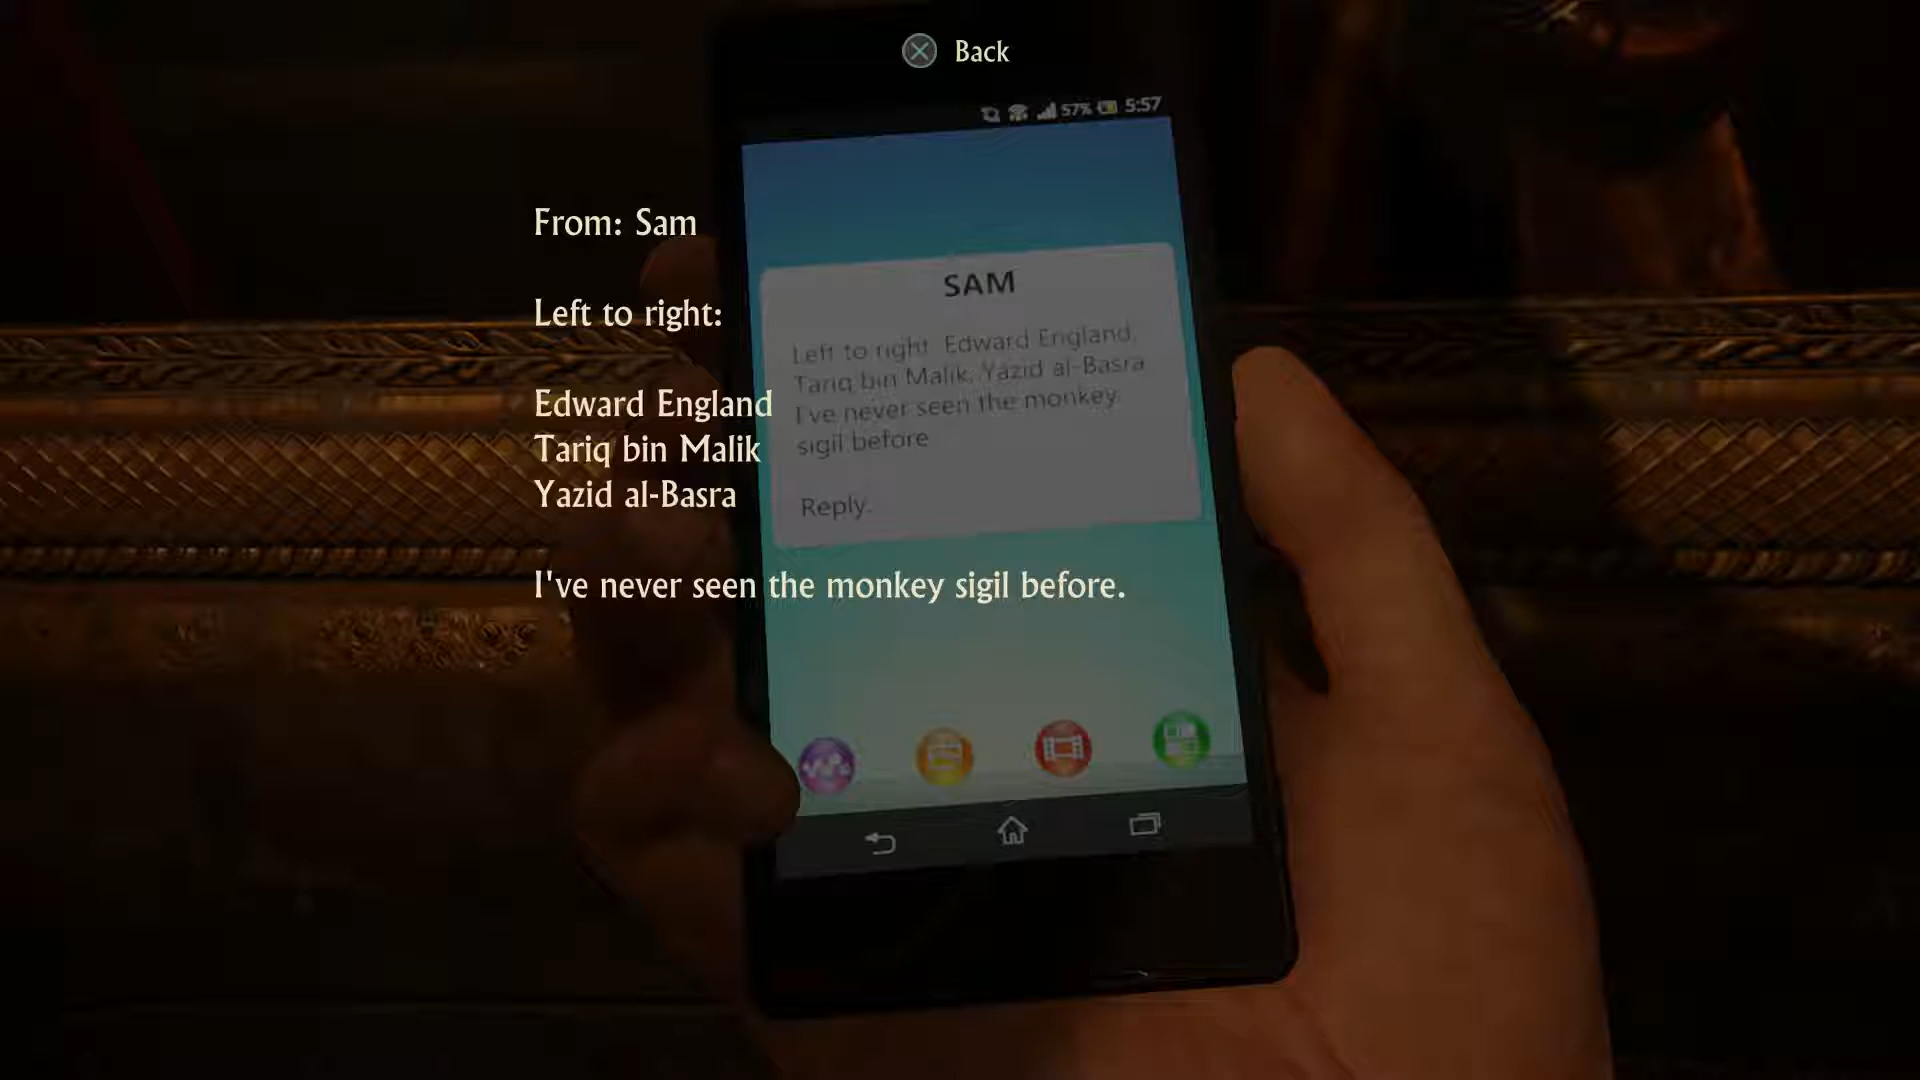 Back
57% 5:57
From: Sam
Left to right:
Edward England
Tariq bin Malik
Yazid al-Basra
I've never seen the monkey sigil before.
SAM
Left to right Edward England,
Tariq bin Malik, Yazid al-Basra
I've never seen the monkey
sigil before
Reply.